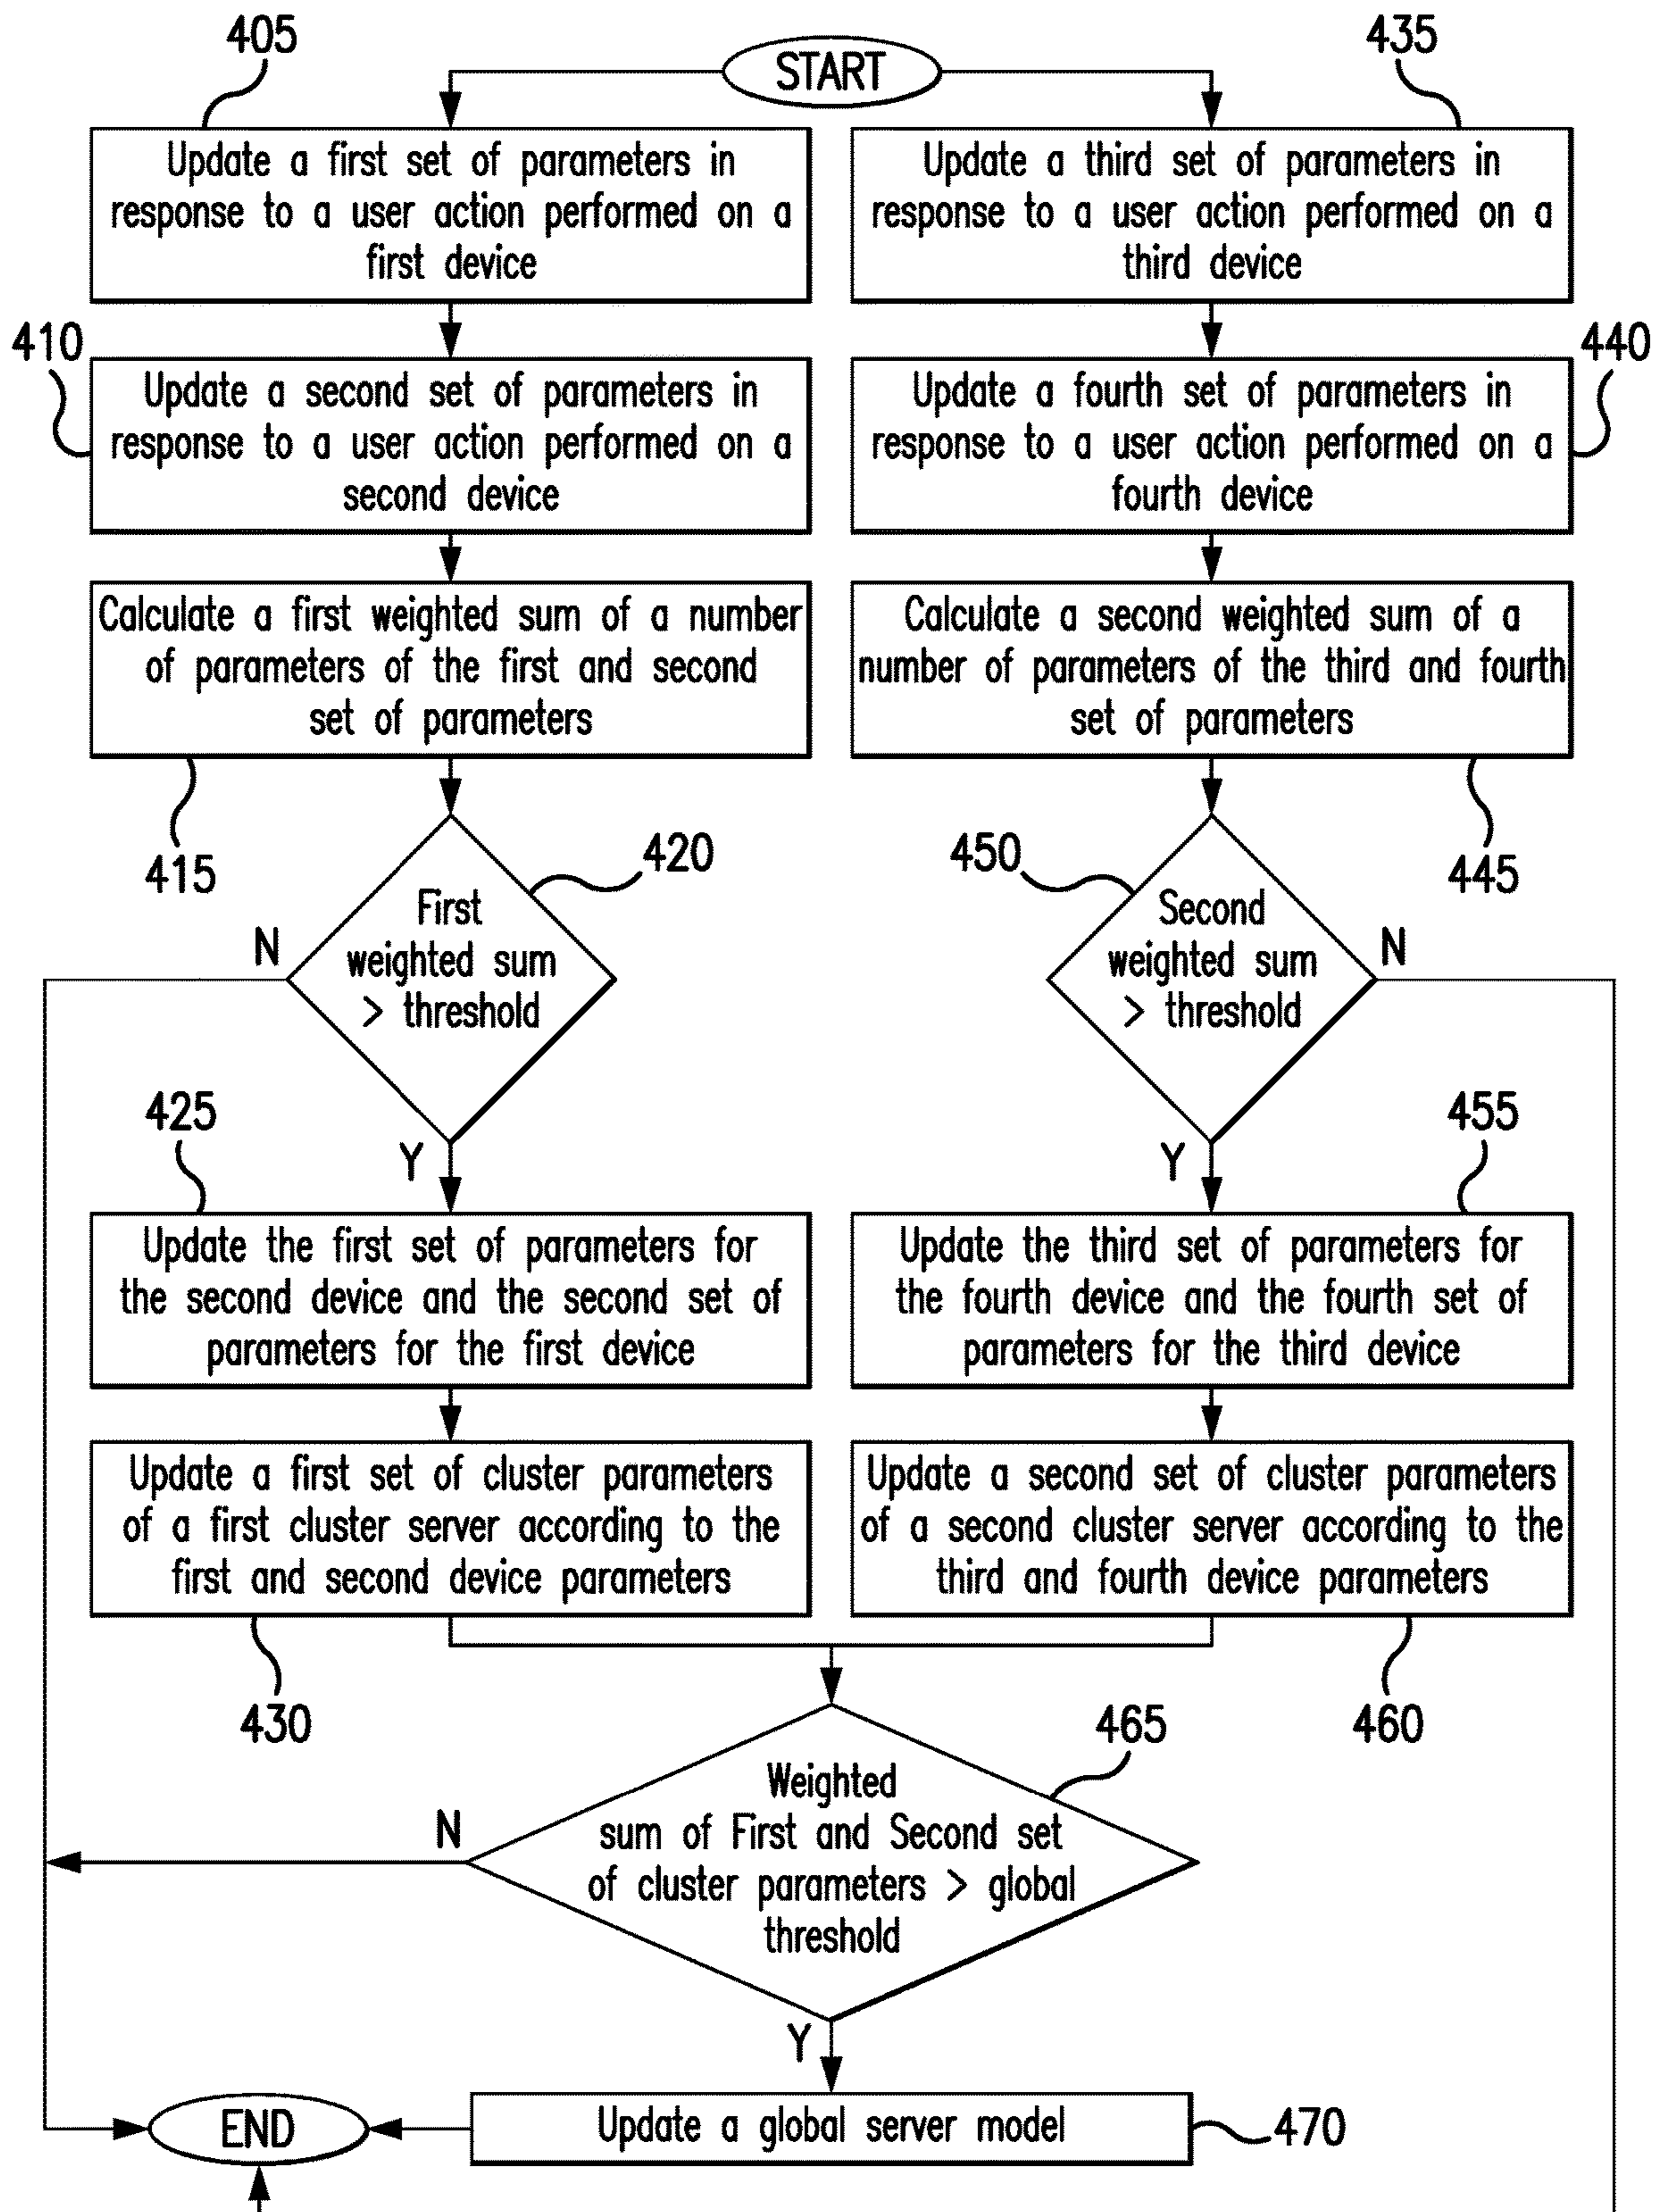 405
START
435
Update a first set of parameters in
response to a user action performed on a
first device
Update a third set of parameters in
response to a user action performed on a
third device
410
Update a second set of parameters in
response to a user action performed on a
second device
Update a fourth set of parameters in
response to a user action performed on a
fourth device
440
Calculate a first weighted sum of a number
of parameters of the first and second
set of parameters
Calculate a second weighted sum of a
number of parameters of the third and fourth
set of parameters
415
420
450
445
First
weighted sum
> threshold
N
Y
Second
weighted sum
> threshold
N
Y
425
455
Update the first set of parameters for
the second device and the second set of
parameters for the first device
Update the third set of parameters for
the fourth device and the fourth set of
parameters for the third device
Update a first set of cluster parameters
of a first cluster server according to the
first and second device parameters
Update a second set of cluster parameters
of a second cluster server according to the
third and fourth device parameters
430
465
460
Weighted
sum of First and Second set
of cluster parameters > global
threshold
N
Y
END
Update a global server model
470